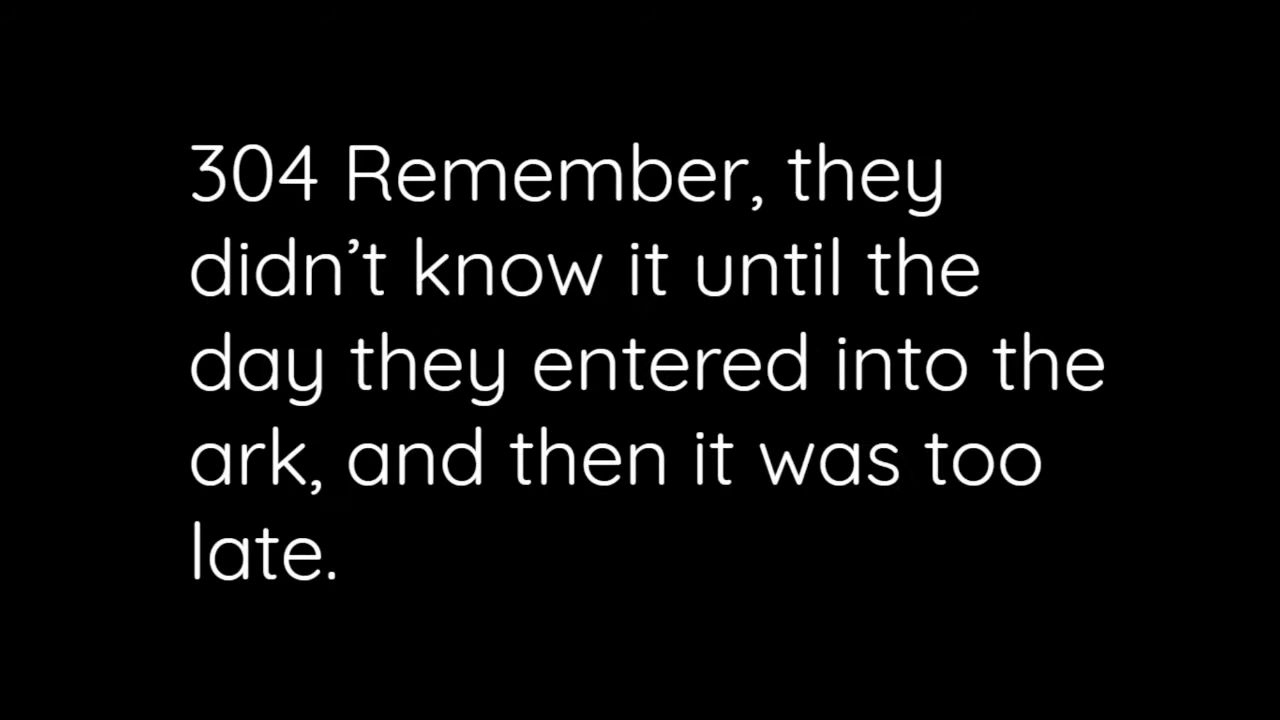 304 Remember, they
didn’t know it until the
day they entered into the
ark, and then it was too
late.